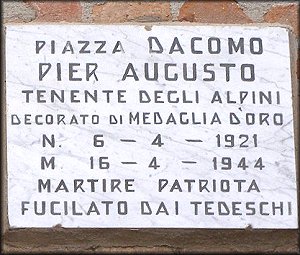 PIAZZA DACOMO
PIER AUGUSTO
TENENTE DEGLI ALPINI
DECORATO DI MEDAGLIA D'ORO
N. 6 - 4 - 1921
M 16 - 4 - 1944
MARTIRE PATRIOTA
FUCILATO DAI TEDESCHI